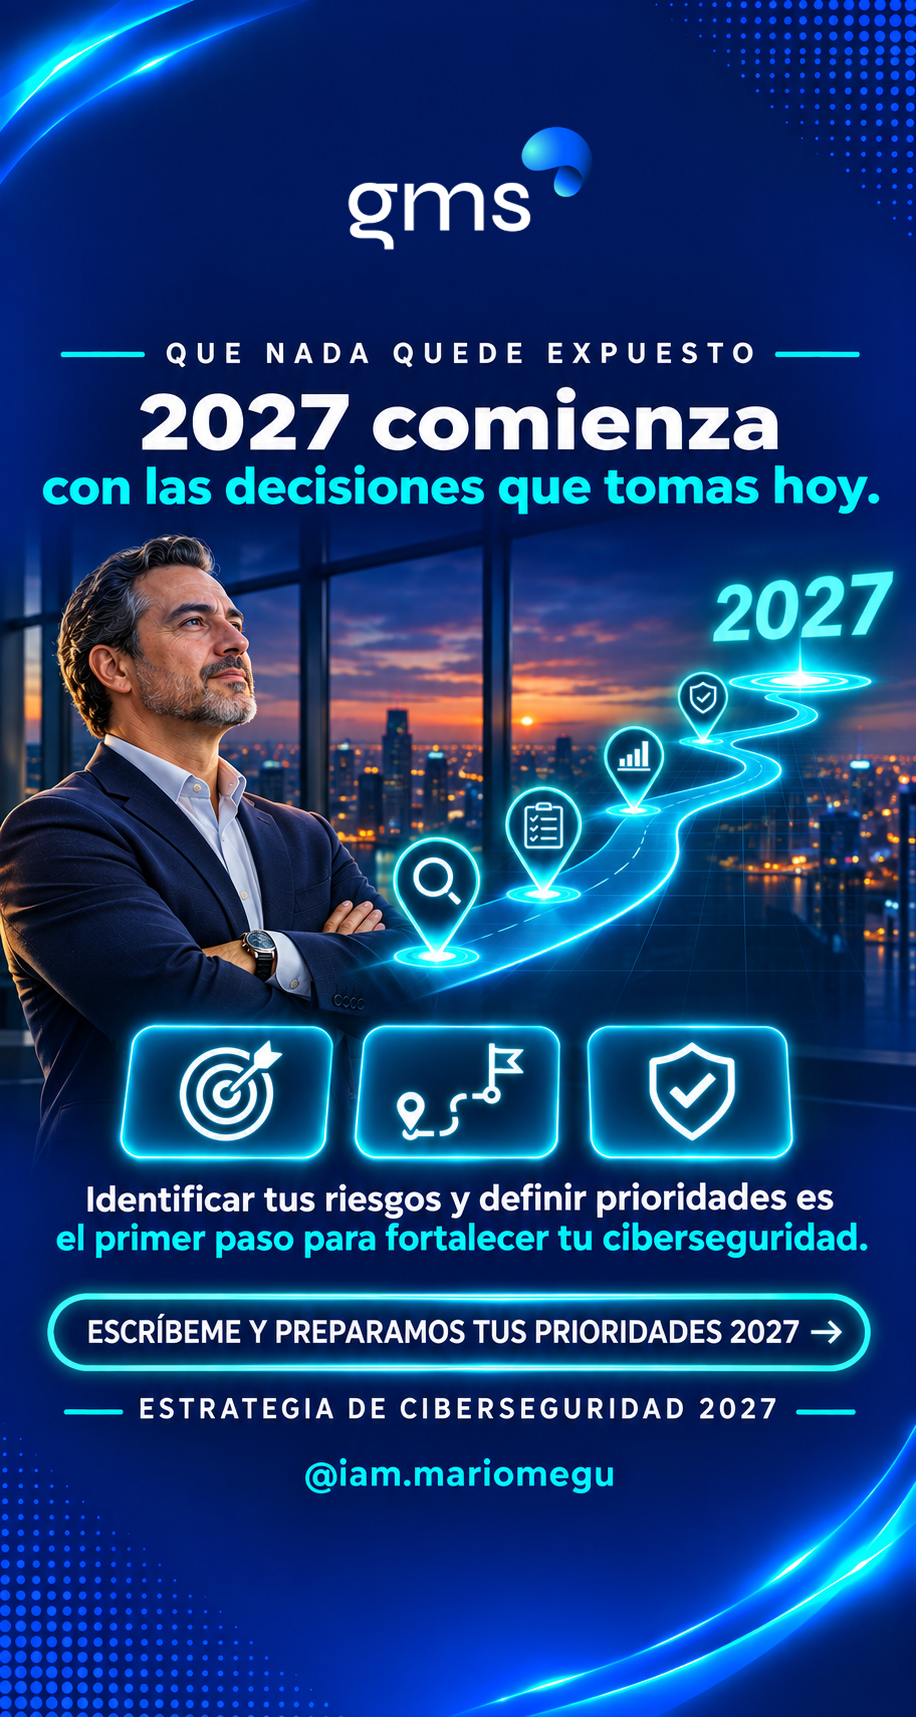 gms
QUE NADA QUEDE EXPUESTO
2027 comienza
con las decisiones que tomas hoy.
2027
Identificar tus riesgos y definir prioridades es
el primer paso para fortalecer tu ciberseguridad.
ESCRÍBEME Y PREPARAMOS TUS PRIORIDADES 2027 →
ESTRATEGIA DE CIBERSEGURIDAD 2027
@iam.mariomegu